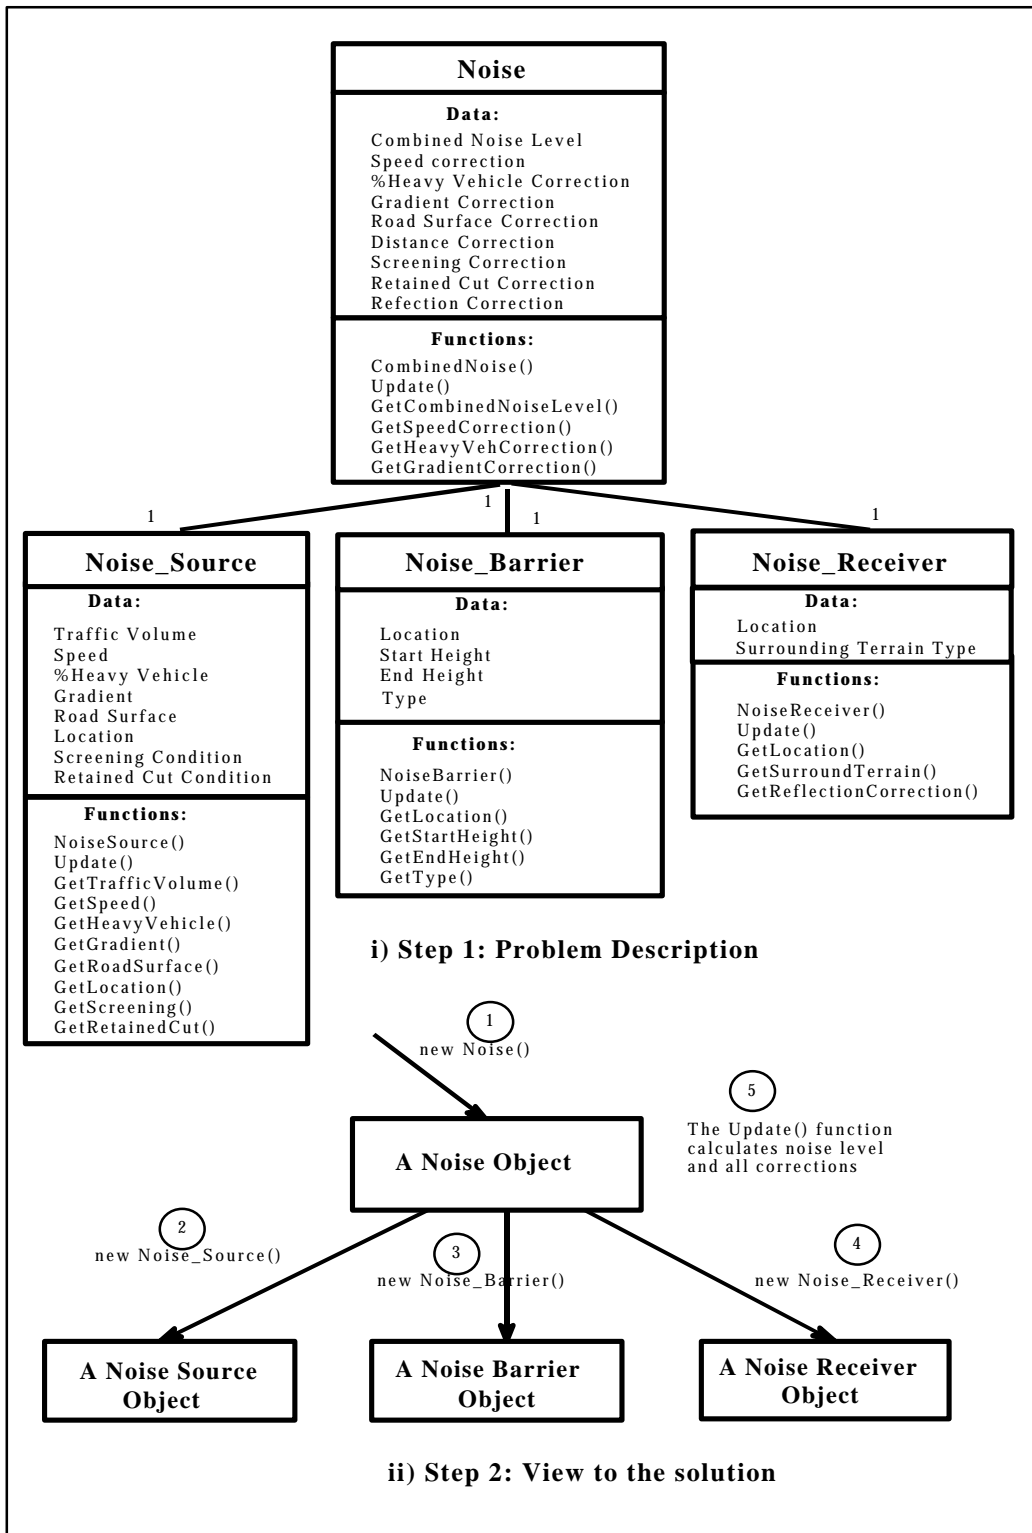 Noise
Data:
Combined Noise Level
Speed correction
%Heavy Vehicle Correction
Gradient Correction
Road Surface Correction
Distance Correction
Screening Correction
Retained Cut Correction
Refection Correction
Functions:
CombinedNoise()
Update()
GetCombinedNoiseLevel()
GetSpeedCorrection()
GetHeavyVehCorrection()
GetGradientCorrection()
1
1
1
1
Noise_Source
Data:
Traffic Volume
Speed
%Heavy Vehicle
Gradient
Road Surface
Location
Screening Condition
Retained Cut Condition
Functions:
NoiseSource()
Update()
GetTrafficVolume()
GetSpeed()
GetHeavyVehicle()
GetGradient()
GetRoadSurface()
GetLocation()
GetScreening()
GetRetainedCut()
Noise_Barrier
Data:
Location
Start Height
End Height
Type
Functions:
NoiseBarrier()
Update()
GetLocation()
GetStartHeight()
GetEndHeight()
GetType()
Noise_Receiver
Data:
Location
Surrounding Terrain Type
Functions:
NoiseReceiver()
Update()
GetLocation()
GetSurroundTerrain()
GetReflectionCorrection()
i) Step 1: Problem Description
1
new Noise()
5
The Update() function
calculates noise level
and all corrections
A Noise Object
2
new Noise_Source()
3
new Noise_Barrier()
4
new Noise_Receiver()
A Noise Source
Object
A Noise Barrier
Object
A Noise Receiver
Object
ii) Step 2: View to the solution